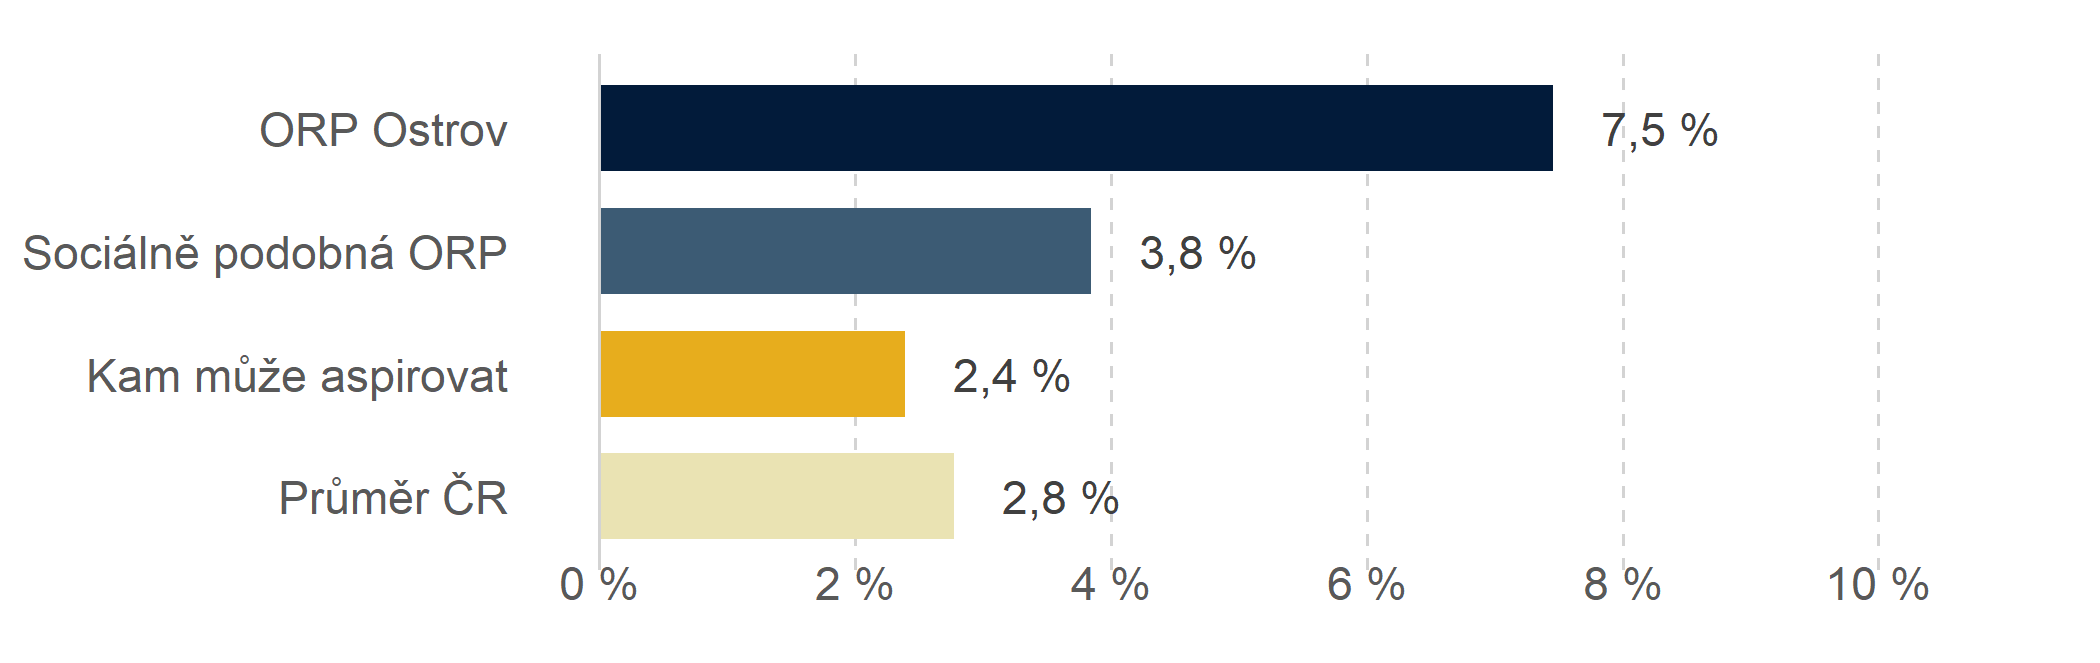 ORP Ostrov 7,5 %
Sociálně podobná ORP 3,8 %
Kam může aspirovat 2,4 %
Průměr ČR 2,8 %
0 % 2 % 4 % 6 % 8 % 10 %